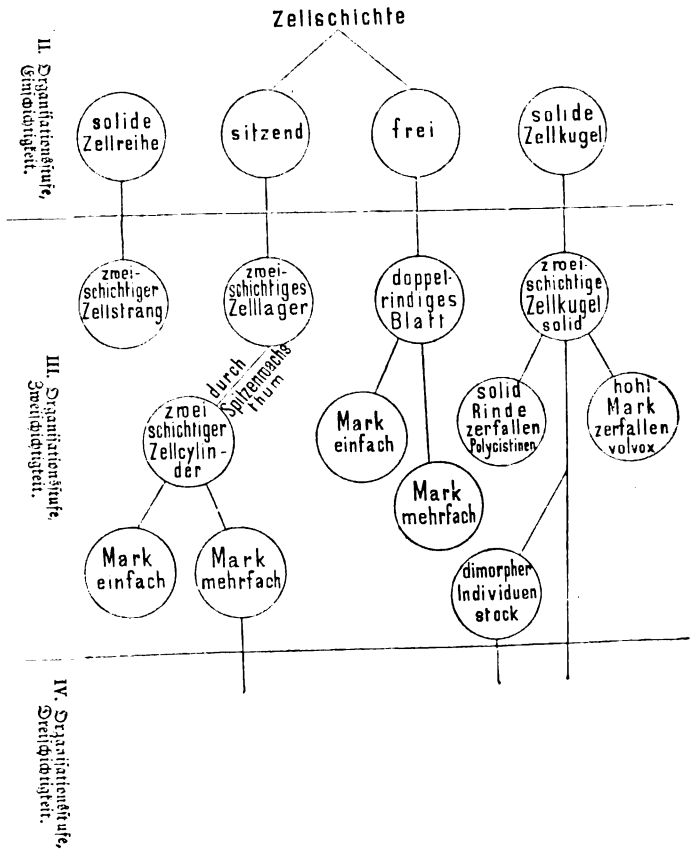 Zellschichte
II. Organisationsstufe,
Einschichtigkeit.
solide
Zellreihe
sitzend
frei
solide
Zellkugel
III. Organisationsstufe,
Zweischichtigkeit.
zwei-
schichtiger
Zellstrang
zwei-
schichtiges
Zelllager
doppel-
rindiges
Blatt
zwei-
schichtige
Zellkugel
solid
durch
Spitzenwachs
thum
zwei
schichtiger
Zellcylin-
der
Mark
einfach
Mark
mehrfach
solid
Rinde
zerfallen
Polycistinen
hohl
Mark
zerfallen
volvox
Mark
einfach
Mark
mehrfach
dimorpher
Individuen
stock
IV. Organisationsstufe,
Dreischichtigkeit.